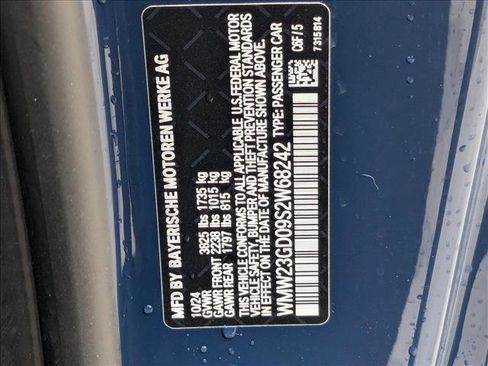 MFD BY BAYERISCHE MOTOREN WERKE AG
10/24
GAWR 3825 lbs 1735 kg
GAWR FRONT 2238 lbs 1015 kg
GAWR REAR 1797 lbs 815 kg
THIS VEHICLE CONFORMS TO ALL APPLICABLE U.S. FEDERAL MOTOR
VEHICLE SAFETY, BUMPER AND THEFT PREVENTION STANDARDS
IN EFFECT ON THE DATE OF MANUFACTURE SHOWN ABOVE.
WMW23GD09S2W68242 TYPE: PASSENGER CAR
C6F / 5
7315814